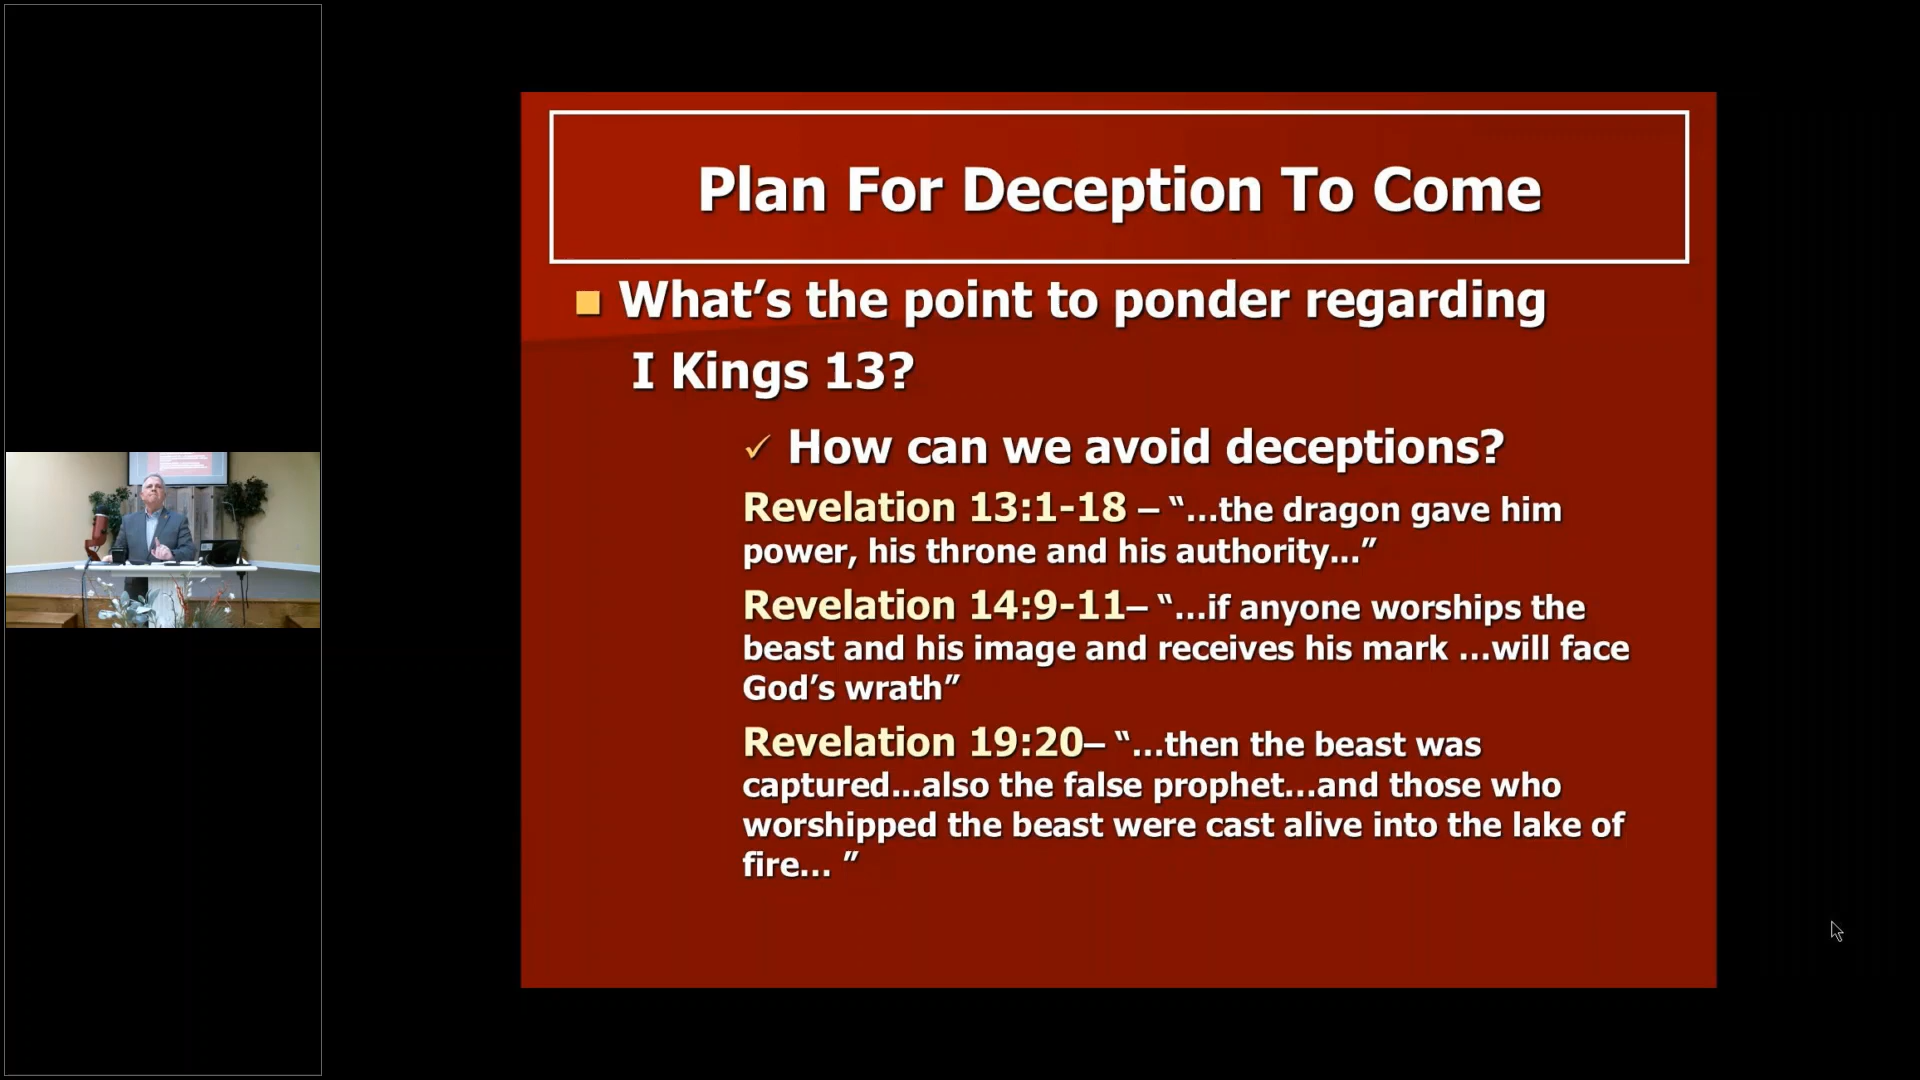 Plan For Deception To Come
What’s the point to ponder regarding
I Kings 13?
How can we avoid deceptions?
Revelation 13:1-18 – “…the dragon gave him
power, his throne and his authority…”
Revelation 14:9-11– “…if anyone worships the
beast and his image and receives his mark …will face
God’s wrath”
Revelation 19:20– “…then the beast was
captured…also the false prophet…and those who
worshipped the beast were cast alive into the lake of
fire… ”